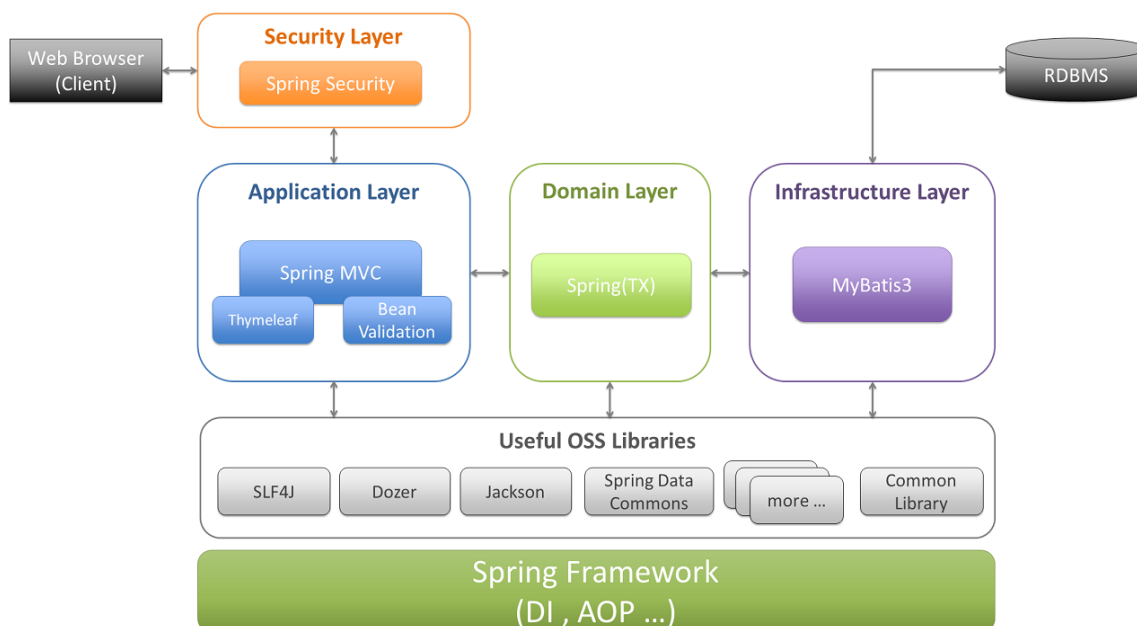 Security Layer
Web Browser
(Client)
Spring Security
RDBMS
Application Layer
Domain Layer
Infrastructure Layer
Spring MVC
Thymeleaf
Bean
Validation
Spring(TX)
MyBatis3
Useful OSS Libraries
SLF4J
Dozer
Jackson
Spring Data
Commons
more ...
Common
Library
Spring Framework
(DI , AOP ...)